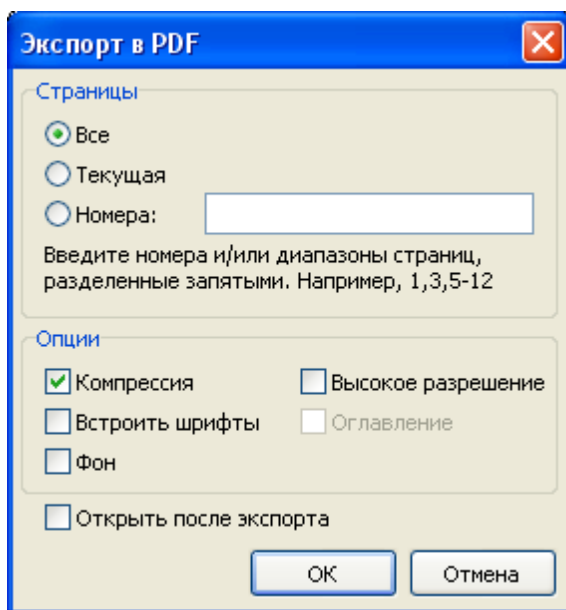 Экспорт в PDF
Страницы
Все
Текущая
Номера:
Введите номера и/или диапазоны страниц,
разделенные запятыми. Например, 1,3,5-12
Опции
Компрессия
Высокое разрешение
Встроить шрифты
Оглавление
Фон
Открыть после экспорта
ОК
Отмена